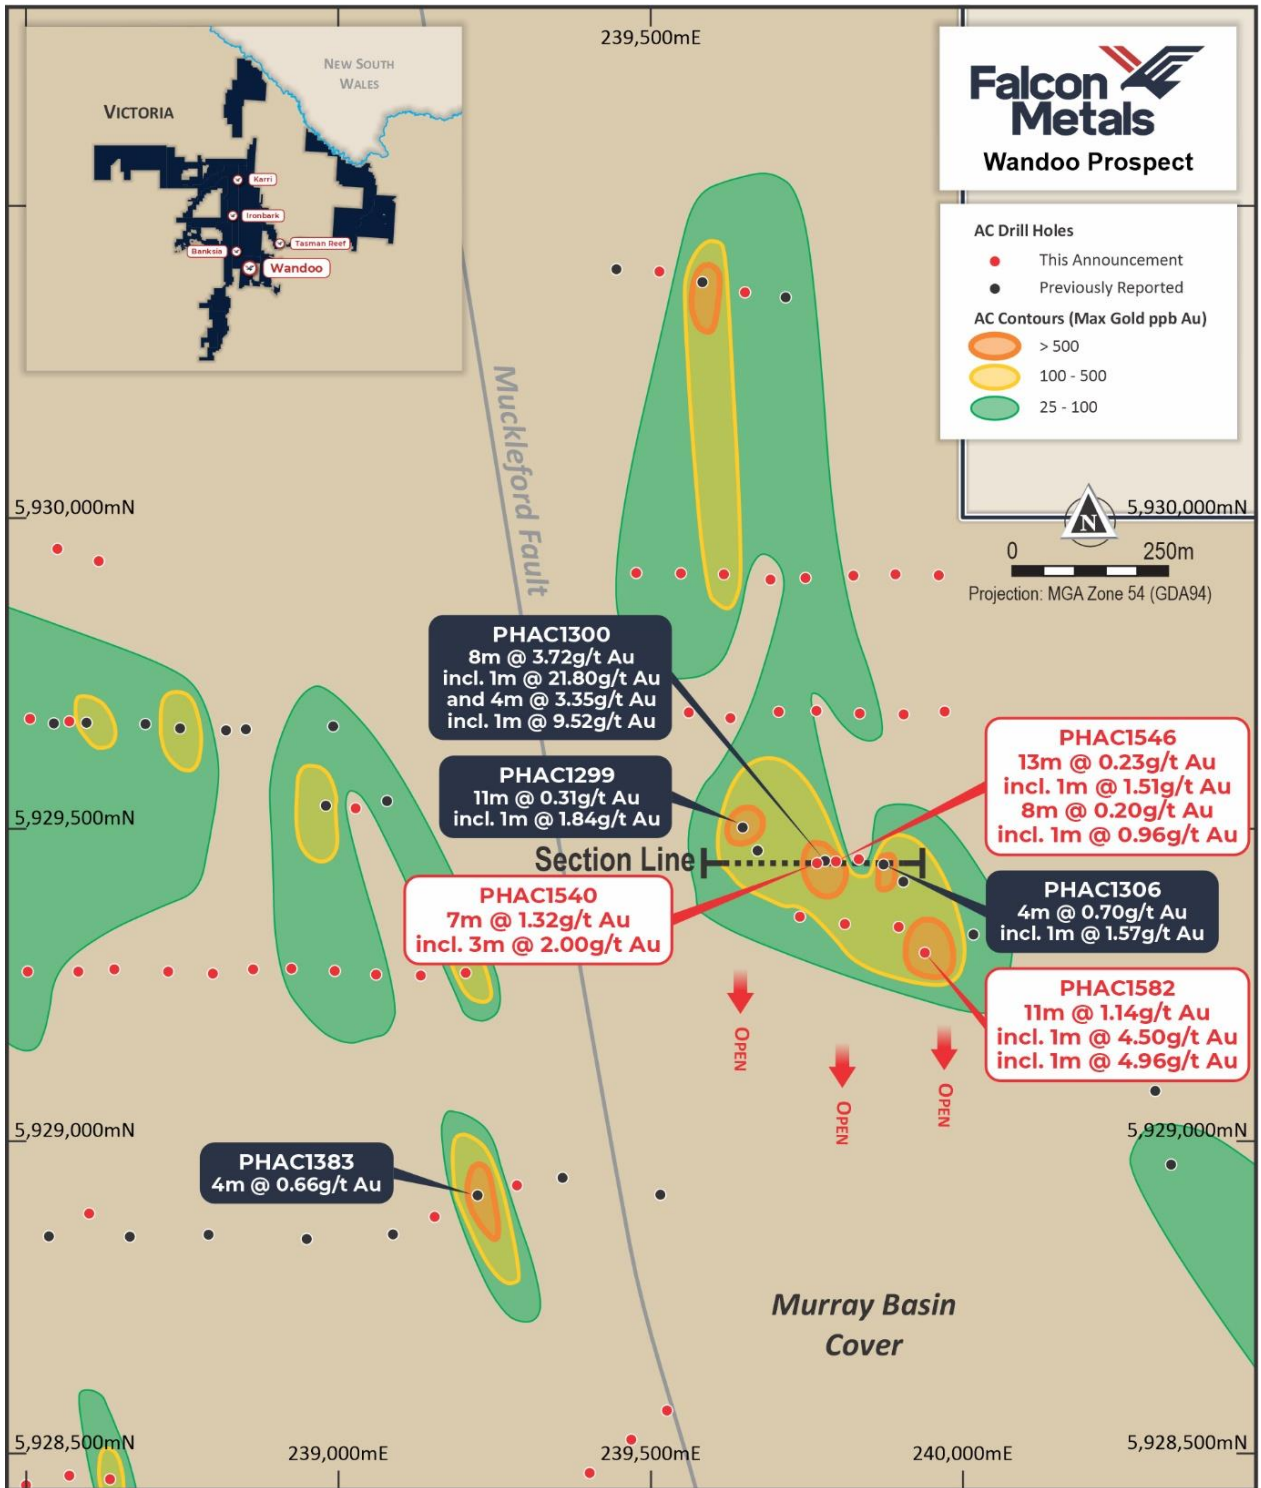 239,500mE
NEW SOUTH
WALES
VICTORIA
Karri
Ironbark
Tasman Reef
Banksia
Wandoo
Falcon
Metals
Wandoo Prospect
AC Drill Holes
This Announcement
Previously Reported
AC Contours (Max Gold ppb Au)
> 500
100 - 500
25 - 100
Muckleford Fault
5,930,000mN
5,930,000mN
N
0
250m
Projection: MGA Zone 54 (GDA94)
PHAC1300
8m @ 3.72g/t Au
incl. 1m @ 21.80g/t Au
and 4m @ 3.35g/t Au
incl. 1m @ 9.52g/t Au
PHAC1546
13m @ 0.23g/t Au
incl. 1m @ 1.51g/t Au
8m @ 0.20g/t Au
incl. 1m @ 0.96g/t Au
PHAC1299
11m @ 0.31g/t Au
incl. 1m @ 1.84g/t Au
5,929,500mN
Section Line
PHAC1540
7m @ 1.32g/t Au
incl. 3m @ 2.00g/t Au
PHAC1306
4m @ 0.70g/t Au
incl. 1m @ 1.57g/t Au
PHAC1582
11m @ 1.14g/t Au
incl. 1m @ 4.50g/t Au
incl. 1m @ 4.96g/t Au
OPEN
OPEN
OPEN
5,929,000mN
5,929,000mN
PHAC1383
4m @ 0.66g/t Au
Murray Basin
Cover
5,928,500mN
239,000mE
239,500mE
240,000mE
5,928,500mN